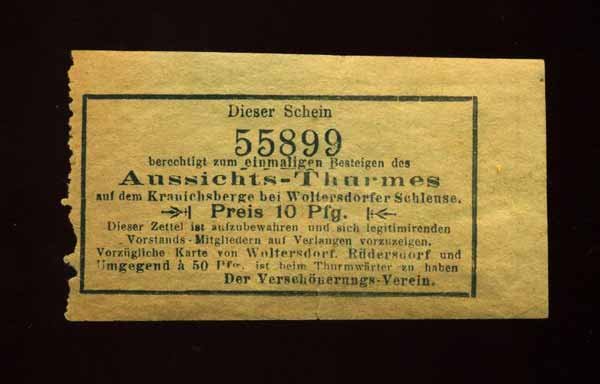 Dieser Schein
55899
berechtigt zum einmaligen Besteigen des
Aussichts-Thurmes
auf dem Kranichsberge bei Woltersdorfer Schleuse.
Preis 10 Pfg.
Dieser Zettel ist aufzubewahren und sich legitimirenden
Vorstands-Mitgliedern auf Verlangen vorzuzeigen.
Vorzügliche Karte von Woltersdorf, Rüdersdorf und
Umgegend à 50 Pfg. ist beim Thurmwärter zu haben
Der Verschönerungs-Verein.